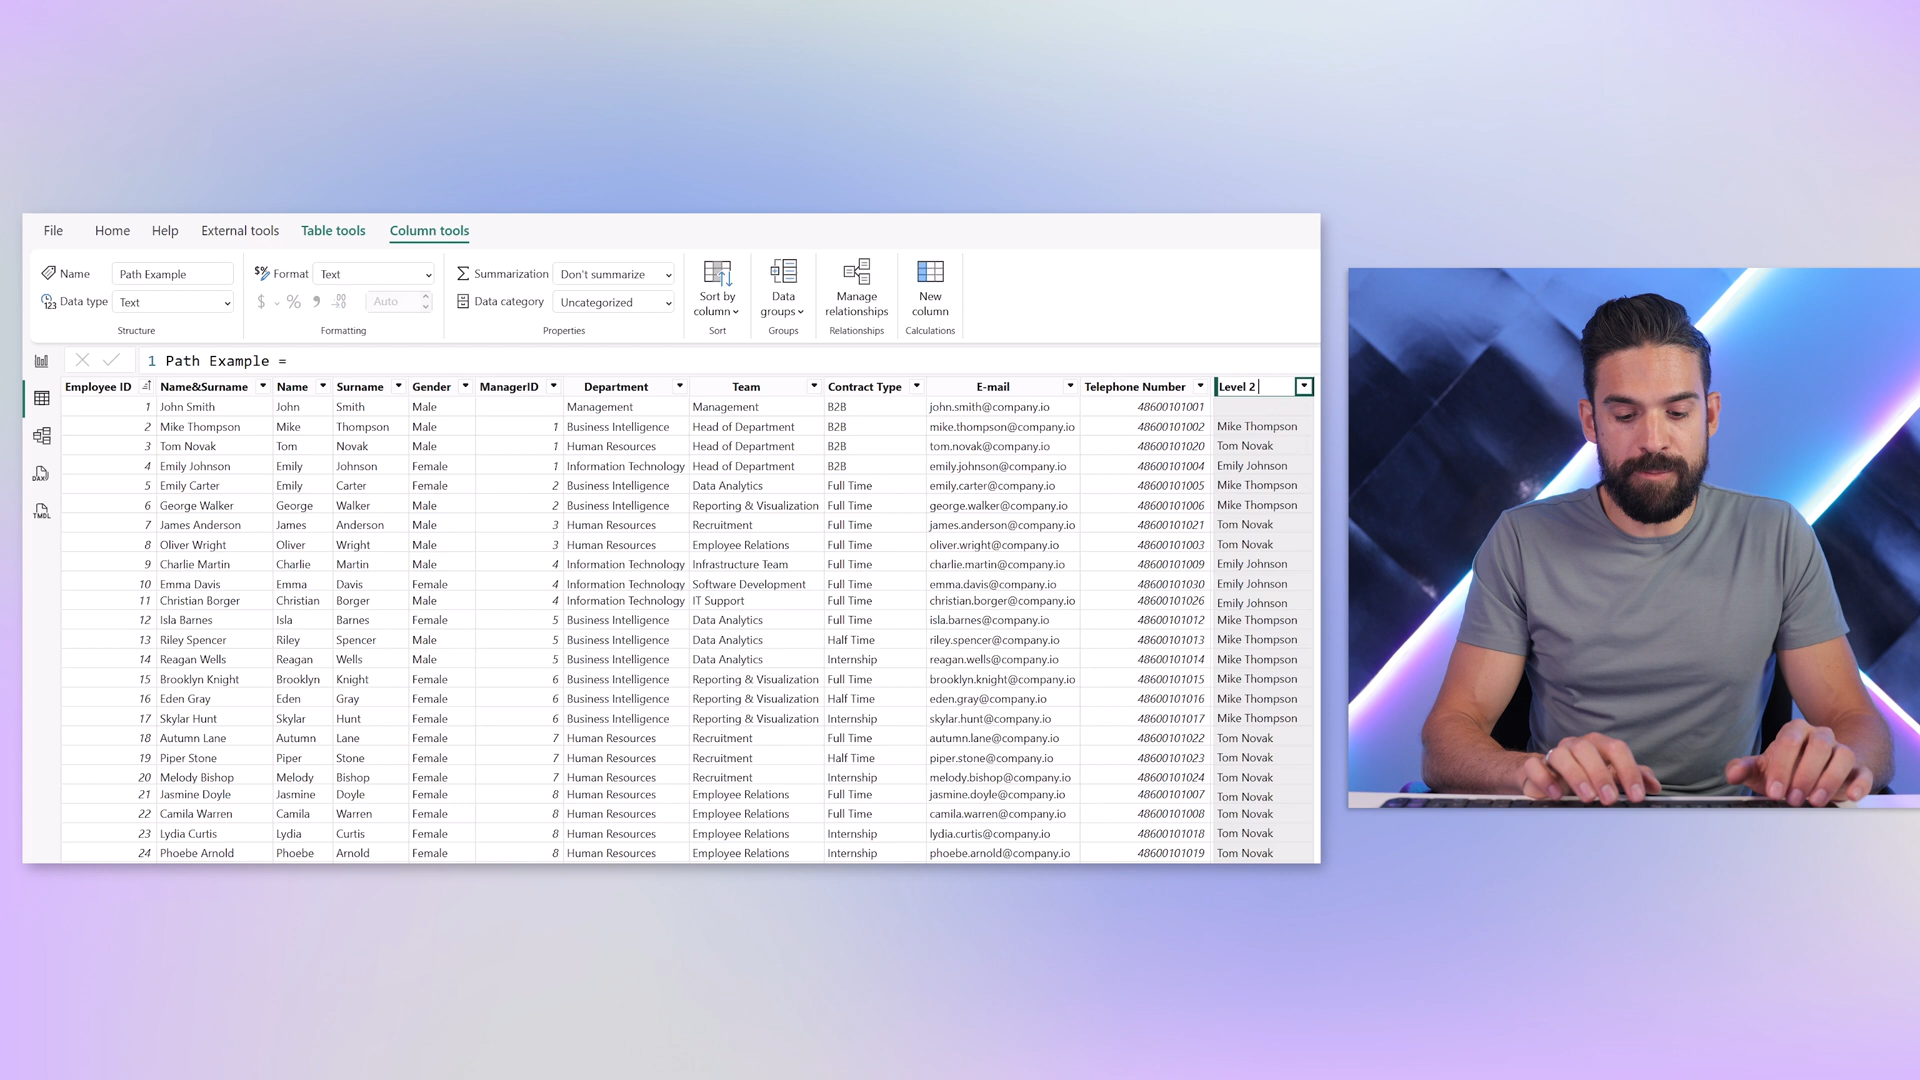 File Home Help External tools Table tools Column tools
Name Path Example $% Format Text Σ Summarization Don't summarize Sort by column Data groups Manage relationships New column
Data type Text $ % Auto Data category Uncategorized
Structure Formatting Properties Sort Groups Relationships Calculations
1 Path Example =
Employee ID Name&Surname Name Surname Gender ManagerID Department Team Contract Type E-mail Telephone Number Level 2
1 John Smith John Smith Male Management Management B2B john.smith@company.io 48600101001
2 Mike Thompson Mike Thompson Male 1 Business Intelligence Head of Department B2B mike.thompson@company.io 48600101002 Mike Thompson
3 Tom Novak Tom Novak Male 1 Human Resources Head of Department B2B tom.novak@company.io 48600101020 Tom Novak
4 Emily Johnson Emily Johnson Female 1 Information Technology Head of Department B2B emily.johnson@company.io 48600101004 Emily Johnson
5 Emily Carter Emily Carter Female 2 Business Intelligence Data Analytics Full Time emily.carter@company.io 48600101005 Mike Thompson
6 George Walker George Walker Male 2 Business Intelligence Reporting & Visualization Full Time george.walker@company.io 48600101006 Mike Thompson
7 James Anderson James Anderson Male 3 Human Resources Recruitment Full Time james.anderson@company.io 48600101021 Tom Novak
8 Oliver Wright Oliver Wright Male 3 Human Resources Employee Relations Full Time oliver.wright@company.io 48600101003 Tom Novak
9 Charlie Martin Charlie Martin Male 4 Information Technology Infrastructure Team Full Time charlie.martin@company.io 48600101009 Emily Johnson
10 Emma Davis Emma Davis Female 4 Information Technology Software Development Full Time emma.davis@company.io 48600101030 Emily Johnson
11 Christian Borger Christian Borger Male 4 Information Technology IT Support Full Time christian.borger@company.io 48600101026 Emily Johnson
12 Isla Barnes Isla Barnes Female 5 Business Intelligence Data Analytics Full Time isla.barnes@company.io 48600101012 Mike Thompson
13 Riley Spencer Riley Spencer Male 5 Business Intelligence Data Analytics Half Time riley.spencer@company.io 48600101013 Mike Thompson
14 Reagan Wells Reagan Wells Male 5 Business Intelligence Data Analytics Internship reagan.wells@company.io 48600101014 Mike Thompson
15 Brooklyn Knight Brooklyn Knight Female 6 Business Intelligence Reporting & Visualization Full Time brooklyn.knight@company.io 48600101015 Mike Thompson
16 Eden Gray Eden Gray Female 6 Business Intelligence Reporting & Visualization Half Time eden.gray@company.io 48600101016 Mike Thompson
17 Skylar Hunt Skylar Hunt Female 6 Business Intelligence Reporting & Visualization Internship skylar.hunt@company.io 48600101017 Mike Thompson
18 Autumn Lane Autumn Lane Female 7 Human Resources Recruitment Full Time autumn.lane@company.io 48600101022 Tom Novak
19 Piper Stone Piper Stone Female 7 Human Resources Recruitment Half Time piper.stone@company.io 48600101023 Tom Novak
20 Melody Bishop Melody Bishop Female 7 Human Resources Recruitment Internship melody.bishop@company.io 48600101024 Tom Novak
21 Jasmine Doyle Jasmine Doyle Female 8 Human Resources Employee Relations Full Time jasmine.doyle@company.io 48600101007 Tom Novak
22 Camila Warren Camila Warren Female 8 Human Resources Employee Relations Full Time camila.warren@company.io 48600101008 Tom Novak
23 Lydia Curtis Lydia Curtis Female 8 Human Resources Employee Relations Internship lydia.curtis@company.io 48600101018 Tom Novak
24 Phoebe Arnold Phoebe Arnold Female 8 Human Resources Employee Relations Internship phoebe.arnold@company.io 48600101019 Tom Novak
DAX
TMDL